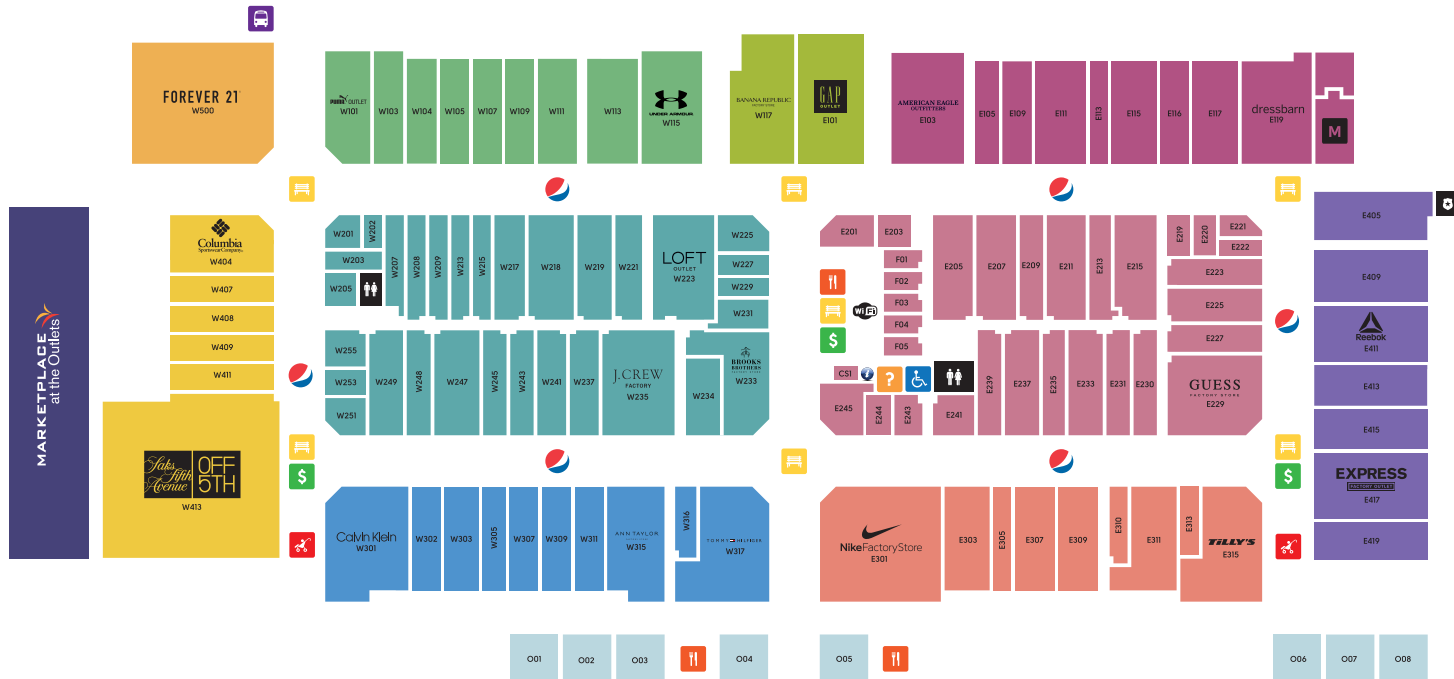 FOREVER 21
W500
PUMA OUTLET
W101
W103
W104
W105
W107
W109
W111
W113
UNDER ARMOUR
W115
BANANA REPUBLIC
FACTORY STORE
W117
GAP
OUTLET
E101
AMERICAN EAGLE
OUTFITTERS
E103
E105
E109
E111
E113
E115
E116
E117
dressbarn
E119
M
MARKETPLACE
at the Outlets
Columbia
Sportswear Company
W404
W407
W408
W409
W411
Saks
fifth
Avenue
OFF
5TH
W413
W201
W202
W203
W205
W207
W208
W209
W213
W215
W217
W218
W219
W221
LOFT
OUTLET
W223
W225
W227
W229
W231
W255
W253
W251
W249
W248
W247
W245
W243
W241
W237
J.CREW
FACTORY
W235
W234
BROOKS
BROTHERS
W233
E201
E203
F01
F02
F03
F04
F05
WiFi
$
CS1
i
?
E205
E207
E209
E211
E213
E215
E219
E220
E221
E222
E223
E225
E227
E245
E244
E243
E241
E239
E237
E235
E233
E231
E230
GUESS
FACTORY STORE
E229
E405
E409
Reebok
E411
E413
E415
EXPRESS
FACTORY OUTLET
E417
E419
$
$
Calvin Klein
W301
W302
W303
W305
W307
W309
W311
ANN TAYLOR
W315
W316
TOMMY HILFIGER
W317
NikeFactoryStore
E301
E303
E305
E307
E309
E310
E311
E313
TILLY'S
E315
O01
O02
O03
O04
O05
O06
O07
O08